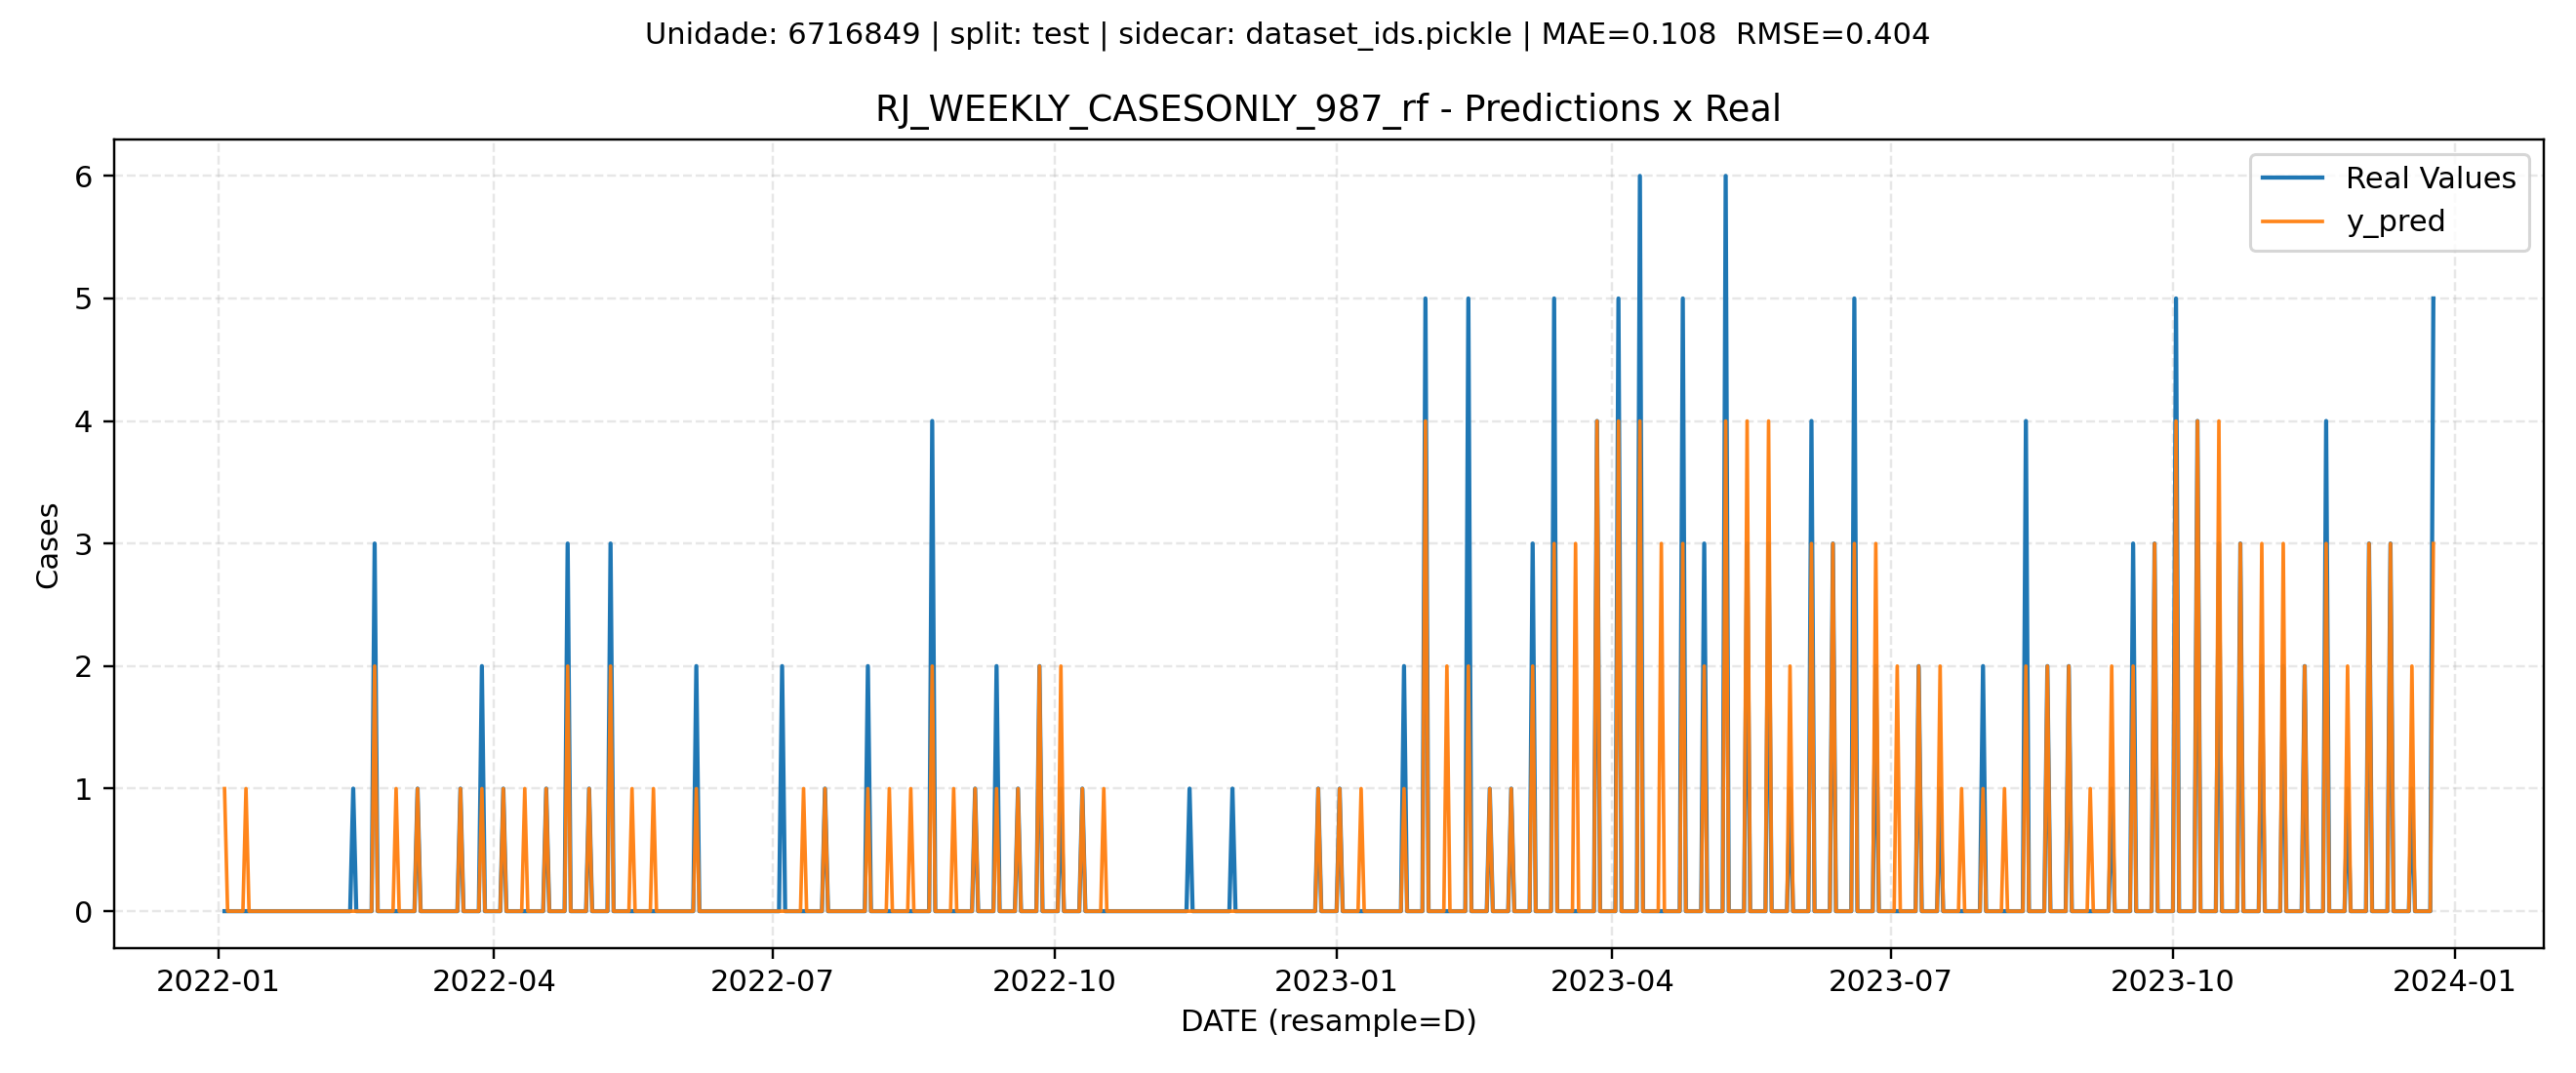 Unidade: 6716849 | split: test | sidecar: dataset_ids.pickle | MAE=0.108  RMSE=0.404
RJ_WEEKLY_CASESONLY_987_rf - Predictions x Real
Real Values
y_pred
6
5
4
3
2
1
0
Cases
2022-01 2022-04 2022-07 2022-10 2023-01 2023-04 2023-07 2023-10 2024-01
DATE (resample=D)